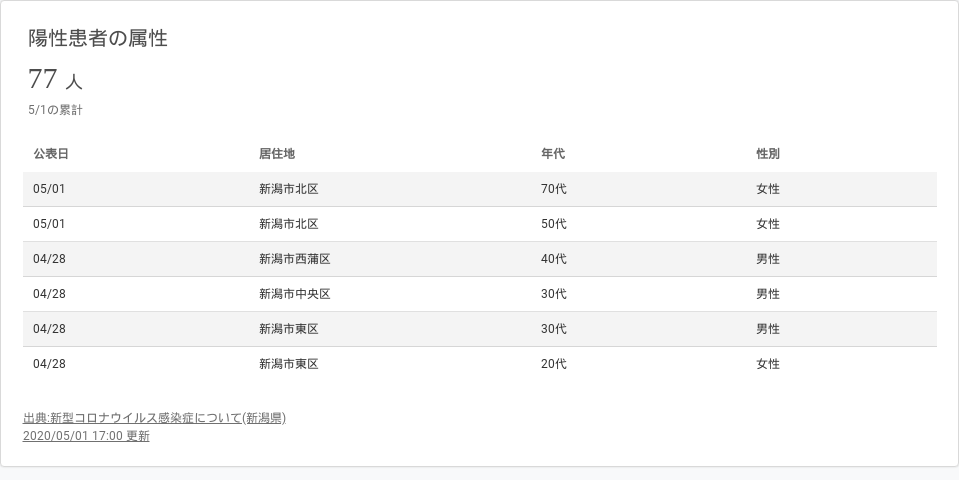 陽性患者の属性
77 人
5/1の累計
公表日 居住地 年代 性別
05/01 新潟市北区 70代 女性
05/01 新潟市北区 50代 女性
04/28 新潟市西蒲区 40代 男性
04/28 新潟市中央区 30代 男性
04/28 新潟市東区 30代 男性
04/28 新潟市東区 20代 女性
出典:新型コロナウイルス感染症について(新潟県)
2020/05/01 17:00 更新